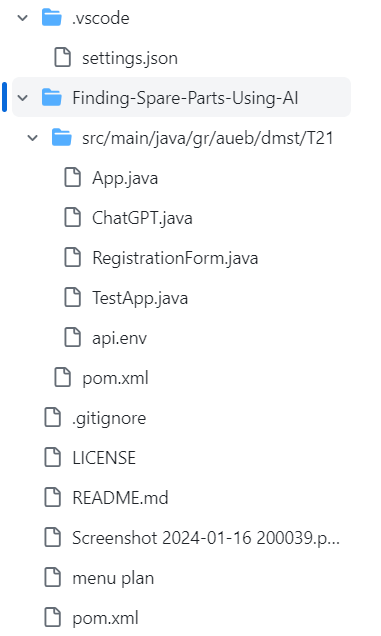 .vscode
settings.json
Finding-Spare-Parts-Using-AI
src/main/java/gr/aueb/dmst/T21
App.java
ChatGPT.java
RegistrationForm.java
TestApp.java
api.env
pom.xml
.gitignore
LICENSE
README.md
Screenshot 2024-01-16 200039.p...
menu plan
pom.xml